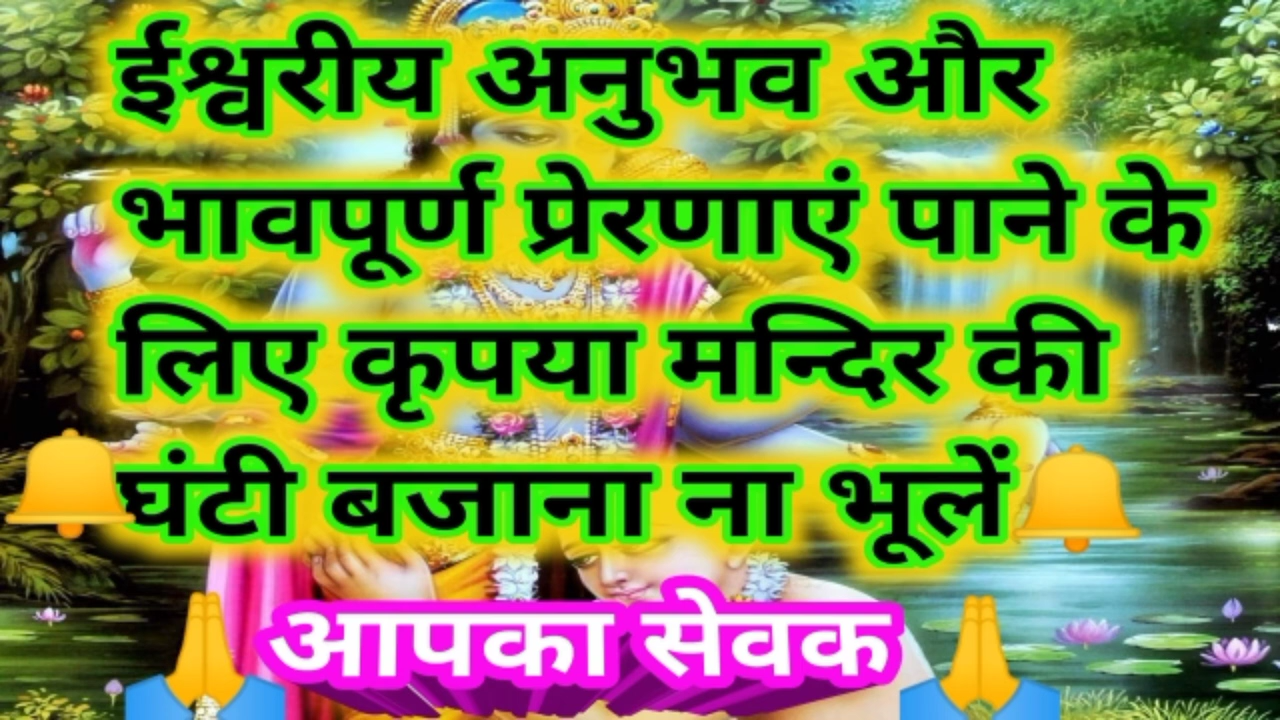 ईश्वरीय अनुभव और
भावपूर्ण प्रेरणाएं पाने के
लिए कृपया मन्दिर की
घंटी बजाना ना भूलें
आपका सेवक